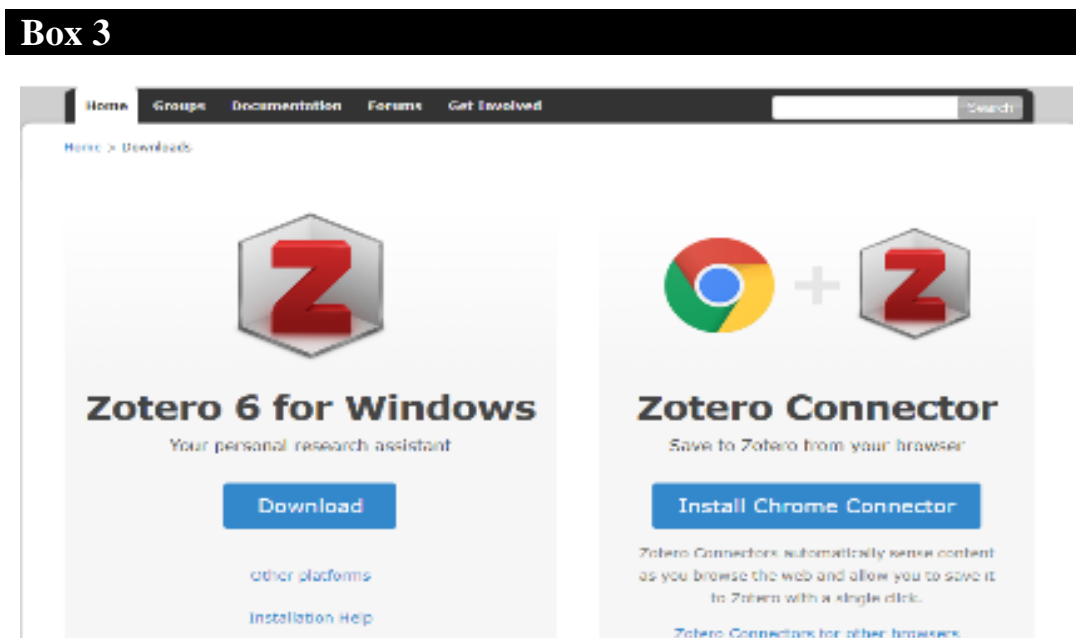 Box 3
Home Groups Documentation Forums Get Involved
Search
Home > Downloads
Z
Z
Zotero 6 for Windows
Your personal research assistant
Download
Other platforms
Installation Help
Zotero Connector
Save to Zotero from your browser
Install Chrome Connector
Zotero Connectors automatically sense content
as you browse the web and allow you to save it
to Zotero with a single click.
Zotero Connectors for other browsers